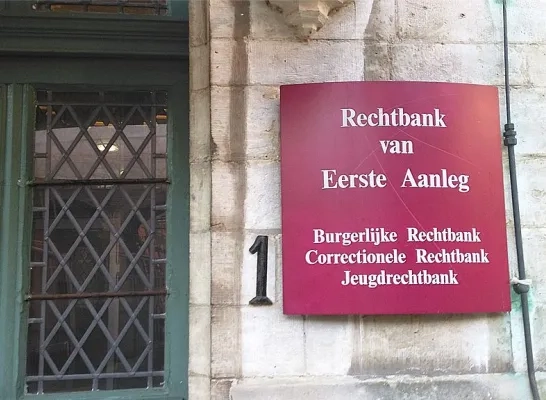 Rechtbank
van
Eerste Aanleg
Burgerlijke Rechtbank
Correctionele Rechtbank
Jeugdrechtbank
1